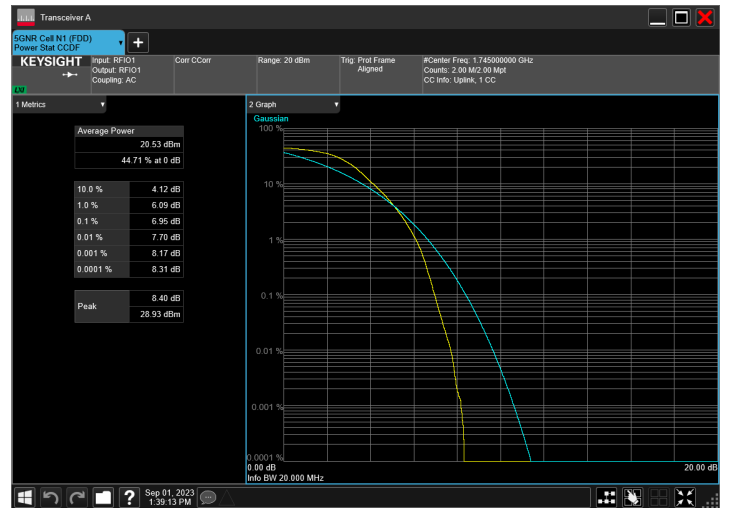 Transceiver A
5GNR Cell N1 (FDD)
Power Stat CCDF
KEYSIGHT
LXI
Input: RFIO1
Output: RFIO1
Coupling: AC
Corr CCorr
Range: 20 dBm
Trig: Prot Frame
Aligned
#Center Freq: 1.745000000 GHz
Counts: 2.00 M/2.00 Mpt
CC Info: Uplink, 1 CC
1 Metrics
Average Power
20.53 dBm
44.71 % at 0 dB
10.0 % 4.12 dB
1.0 % 6.09 dB
0.1 % 6.95 dB
0.01 % 7.70 dB
0.001 % 8.17 dB
0.0001 % 8.31 dB
Peak 8.40 dB
28.93 dBm
2 Graph
Gaussian
100 %
10 %
1 %
0.1 %
0.01 %
0.001 %
0.0001 %
0.00 dB 20.00 dB
Info BW 20.000 MHz
? Sep 01, 2023
1:39:13 PM